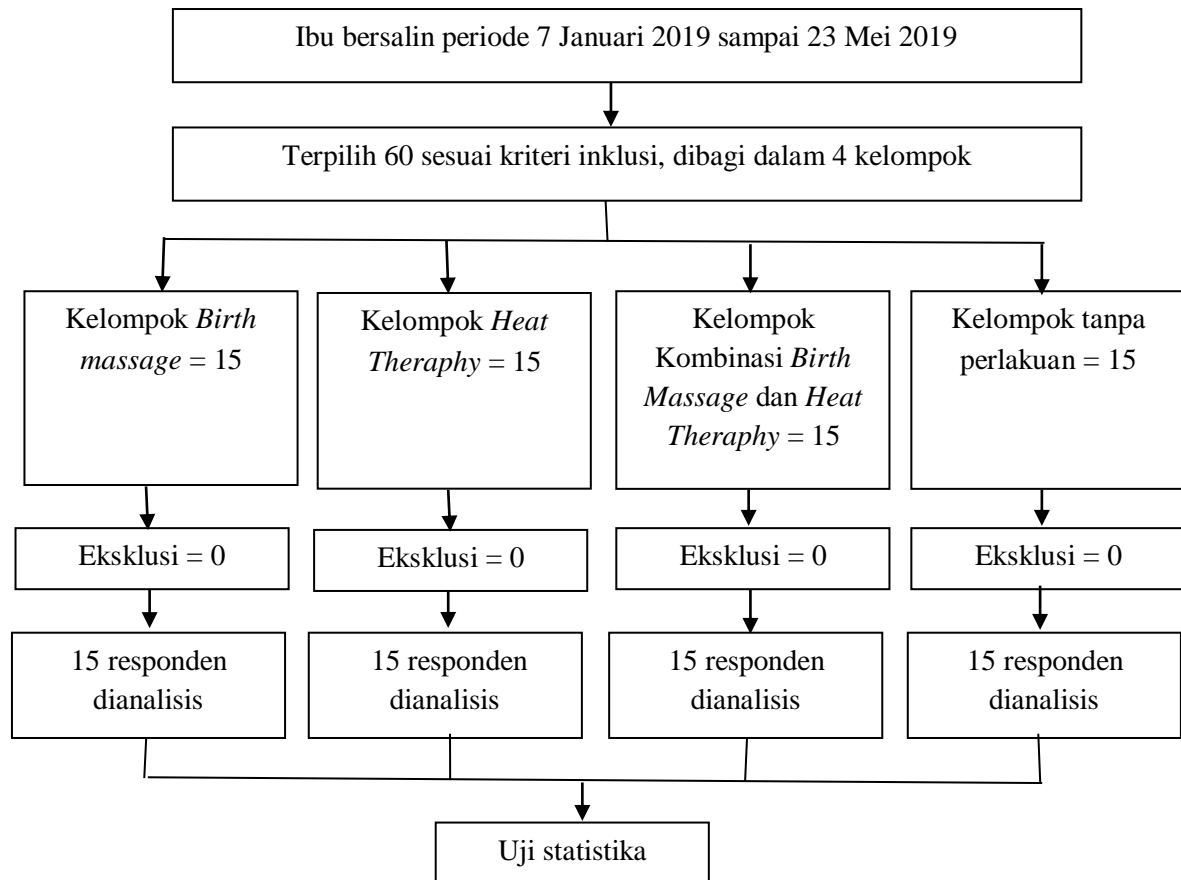 Ibu bersalin periode 7 Januari 2019 sampai 23 Mei 2019
Terpilih 60 sesuai kriteri inklusi, dibagi dalam 4 kelompok
Kelompok Birth
massage = 15
Kelompok Heat
Theraphy = 15
Kelompok
Kombinasi Birth
Massage dan Heat
Theraphy = 15
Kelompok tanpa
perlakuan = 15
Eksklusi = 0
Eksklusi = 0
Eksklusi = 0
Eksklusi = 0
15 responden
dianalisis
15 responden
dianalisis
15 responden
dianalisis
15 responden
dianalisis
Uji statistika